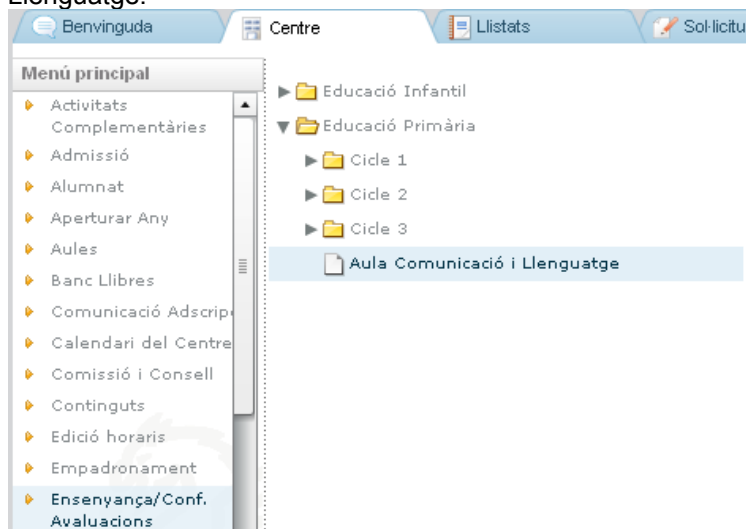 Llenguatge.
Benvinguda
Centre
Llistats
Sol·licitu
Menú principal
Activitats
Complementàries
Admissió
Alumnat
Aperturar Any
Aules
Banc Llibres
Comunicació Adscrip
Calendari del Centre
Comissió i Consell
Continguts
Edició horaris
Empadronament
Ensenyança/Conf.
Avaluacions
Educació Infantil
Educació Primària
Cicle 1
Cicle 2
Cicle 3
Aula Comunicació i Llenguatge